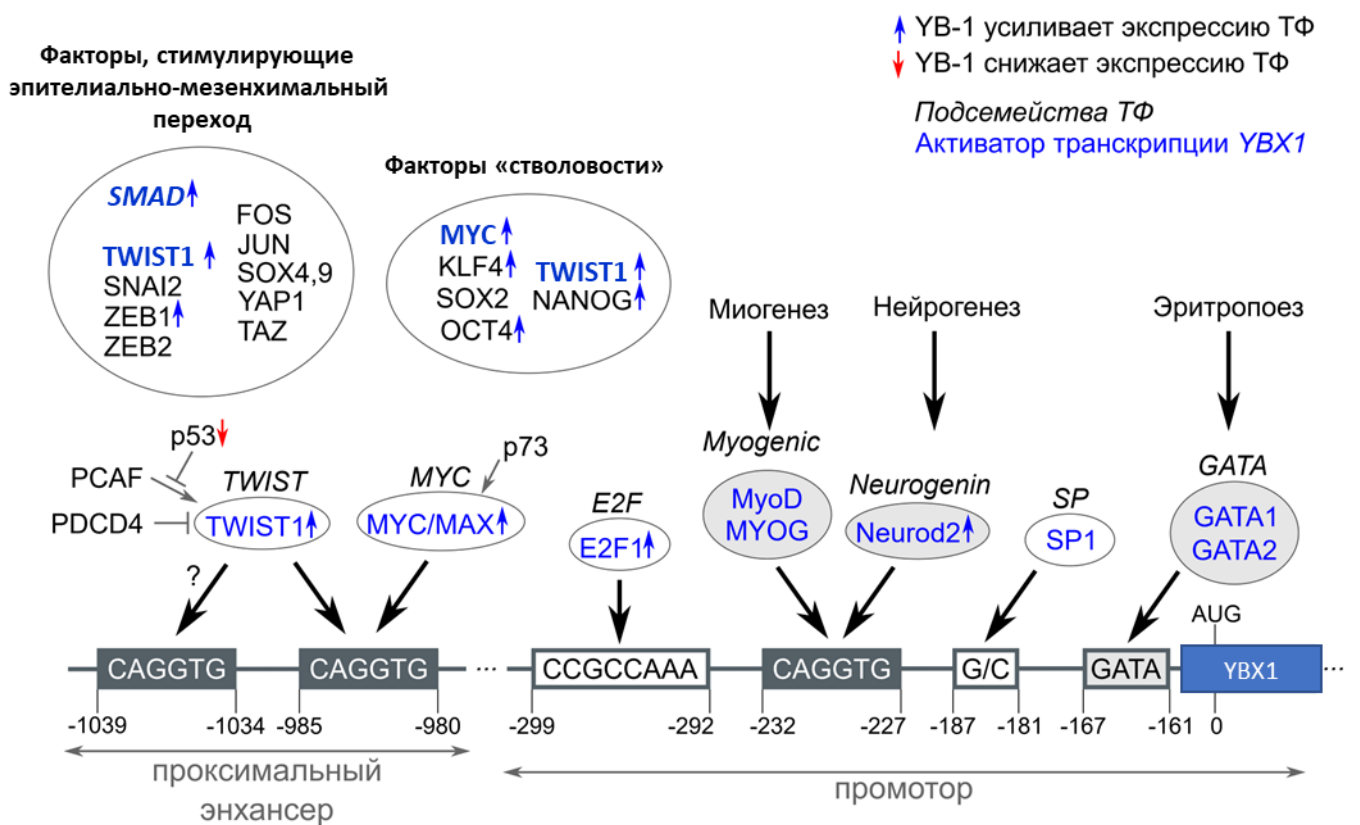 YB-1 усиливает экспрессию ТФ
YB-1 снижает экспрессию ТФ
Подсемейства ТФ
Активатор транскрипции YBX1
Факторы, стимулирующие
эпителиально-мезенхимальный
переход
SMAD
TWIST1
SNAI2
ZEB1
ZEB2
FOS
JUN
SOX4,9
YAP1
TAZ
Факторы «стволовости»
MYC
KLF4
SOX2
OCT4
TWIST1
NANOG
Миогенез
Нейрогенез
Эритропоез
p53
PCAF
PDCD4
TWIST
TWIST1
?
MYC
p73
MYC/MAX
E2F
E2F1
Myogenic
MyoD
MYOG
Neurogenin
Neurod2
SP
SP1
GATA
GATA1
GATA2
AUG
CAGGTG
CAGGTG
...
CCGCCAAA
CAGGTG
G/C
GATA
YBX1
...
-1039
-1034
-985
-980
-299
-292
-232
-227
-187
-181
-167
-161
0
проксимальный
энхансер
промотор